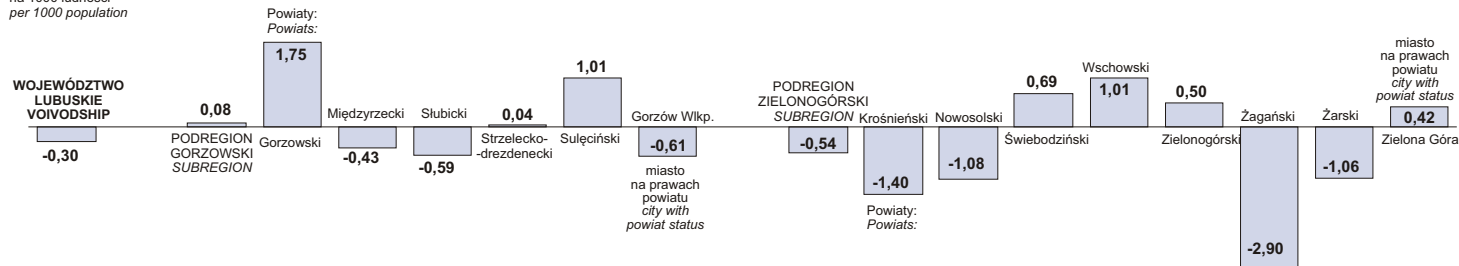 na 1000 ludności
per 1000 population
WOJEWÓDZTWO
LUBUSKIE
VOIVODSHIP
-0,30
0,08
PODREGION
GORZOWSKI
SUBREGION
Powiaty:
Powiats:
1,75
Gorzowski
Międzyrzecki
-0,43
Słubicki
-0,59
0,04
Strzelecko-
-drezdenecki
1,01
Sulęciński
Gorzów Wlkp.
-0,61
miasto
na prawach
powiatu
city with
powiat status
PODREGION
ZIELONOGÓRSKI
SUBREGION
-0,54
Krośnieński
-1,40
Powiaty:
Powiats:
Nowosolski
-1,08
0,69
Świebodziński
Wschowski
1,01
0,50
Zielonogórski
Żagański
-2,90
Żarski
-1,06
miasto
na prawach
powiatu
city with
powiat status
0,42
Zielona Góra